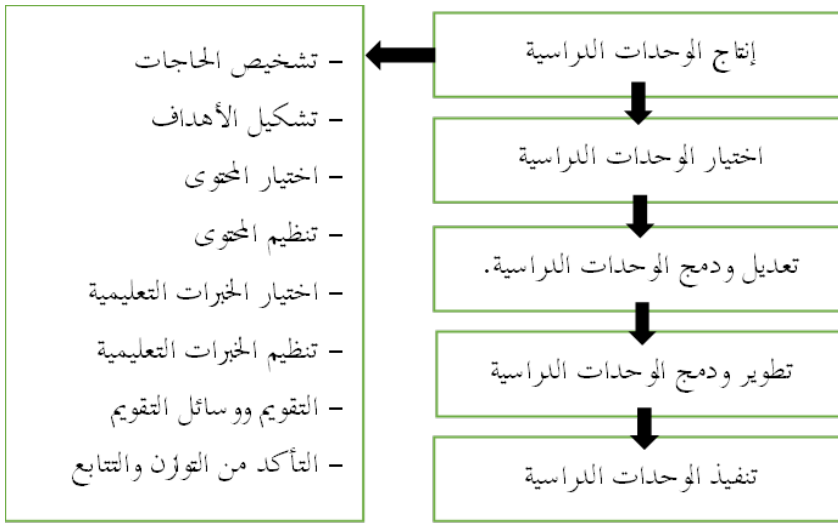 إنتاج الوحدات الدراسية
اختيار الوحدات الدراسية
تعديل ودمج الوحدات الدراسية.
تطوير ودمج الوحدات الدراسية
تنفيذ الوحدات الدراسية
– تشخيص الحاجات
– تشكيل الأهداف
– اختيار المحتوى
– تنظيم المحتوى
– اختيار الخبرات التعليمية
– تنظيم الخبرات التعليمية
– التقويم ووسائل التقويم
– التأكد من التوازن والتتابع